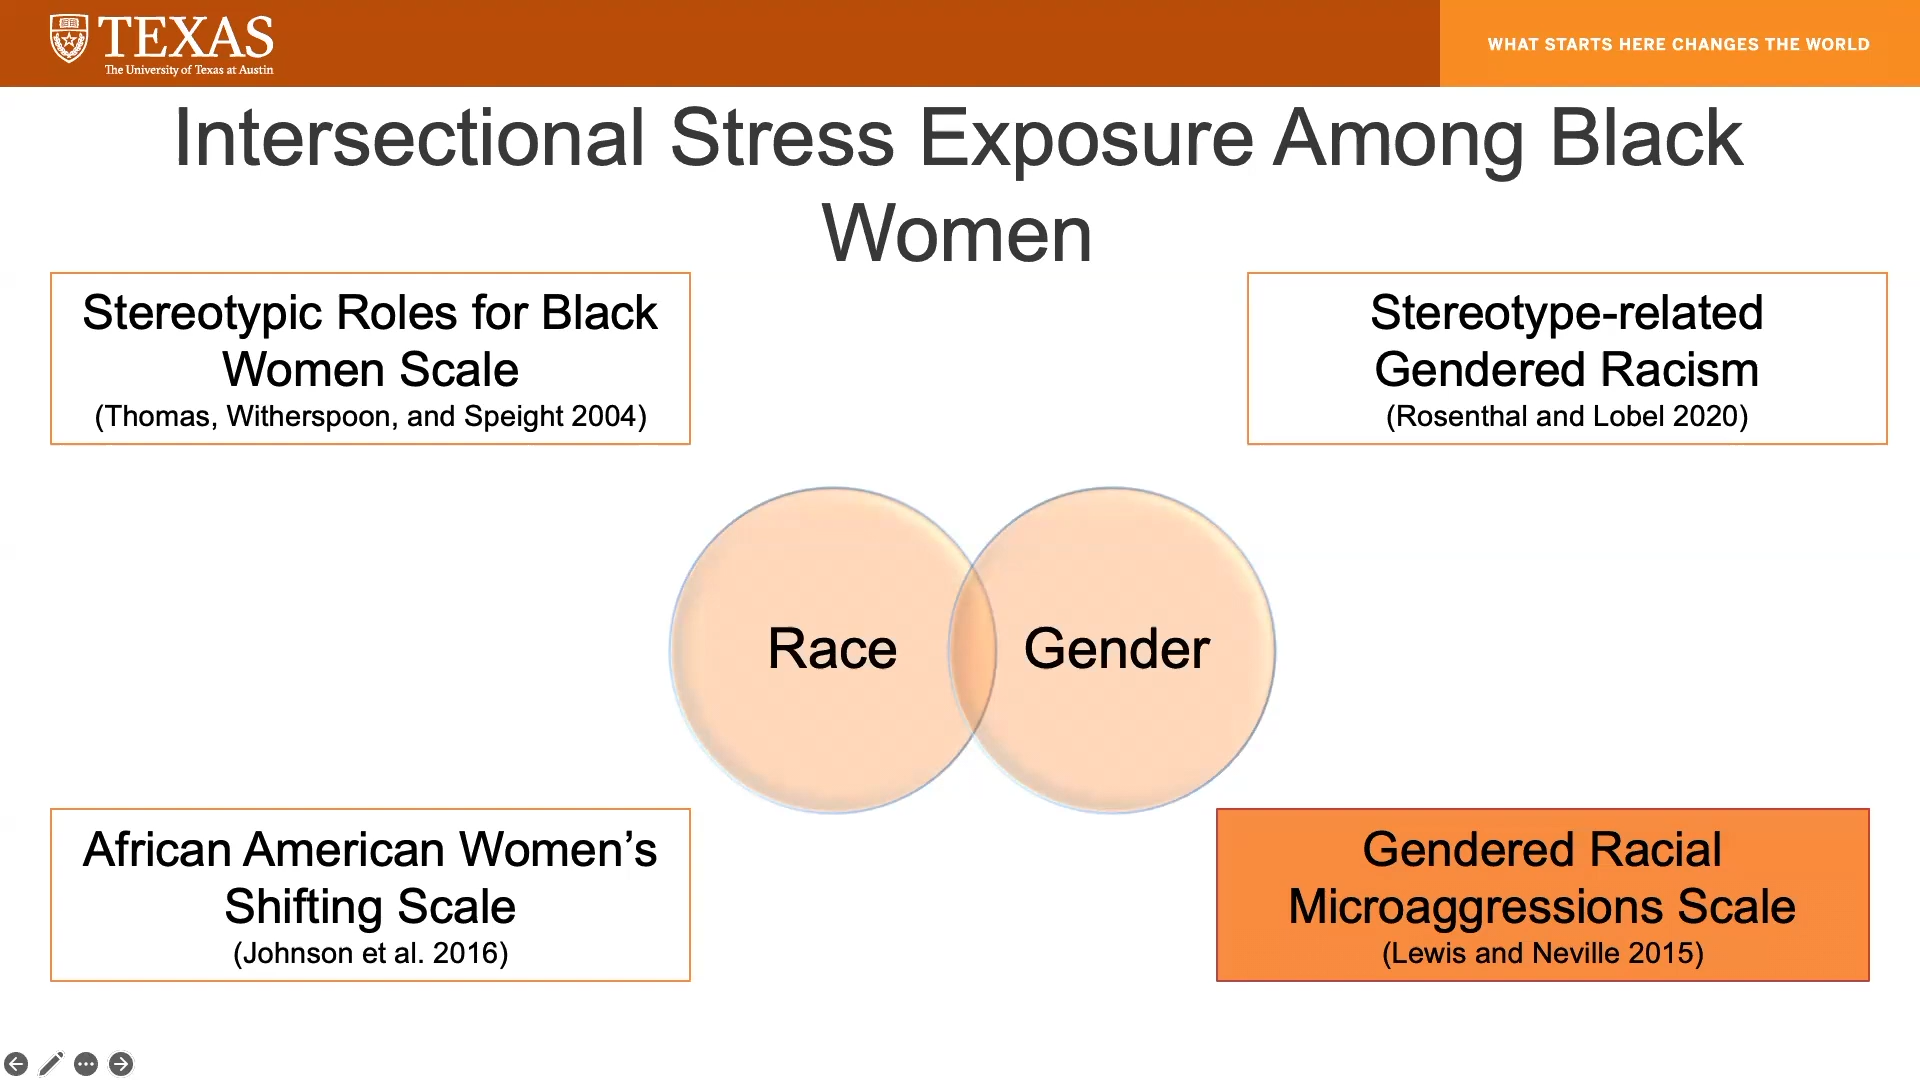 TEXAS
The University of Texas at Austin
WHAT STARTS HERE CHANGES THE WORLD
Intersectional Stress Exposure Among Black
Women
Stereotypic Roles for Black
Women Scale
(Thomas, Witherspoon, and Speight 2004)
Stereotype-related
Gendered Racism
(Rosenthal and Lobel 2020)
Race
Gender
African American Women’s
Shifting Scale
(Johnson et al. 2016)
Gendered Racial
Microaggressions Scale
(Lewis and Neville 2015)